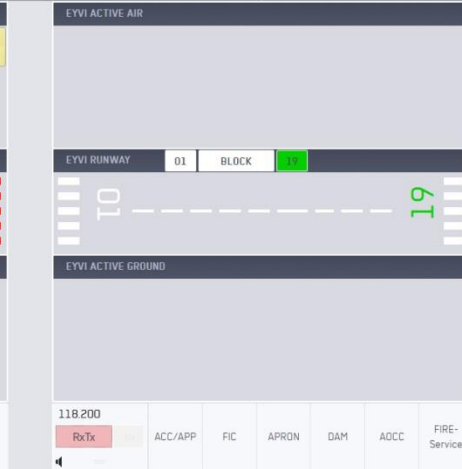 EYVI ACTIVE AIR
EYVI RUNWAY 01 BLOCK 19
01 19
EYVI ACTIVE GROUND
118.200
RxTx ACC/APP FIC APRON DAM AOCC FIRE-
Service